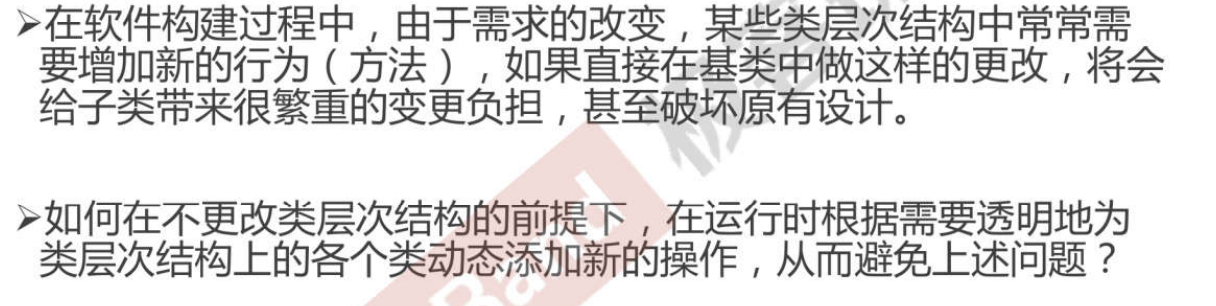 ➢在软件构建过程中，由于需求的改变，某些类层次结构中常常需
要增加新的行为（方法），如果直接在基类中做这样的更改，将会
给子类带来很繁重的变更负担，甚至破坏原有设计。
➢如何在不更改类层次结构的前提下，在运行时根据需要透明地为
类层次结构上的各个类动态添加新的操作，从而避免上述问题？
Band
极客